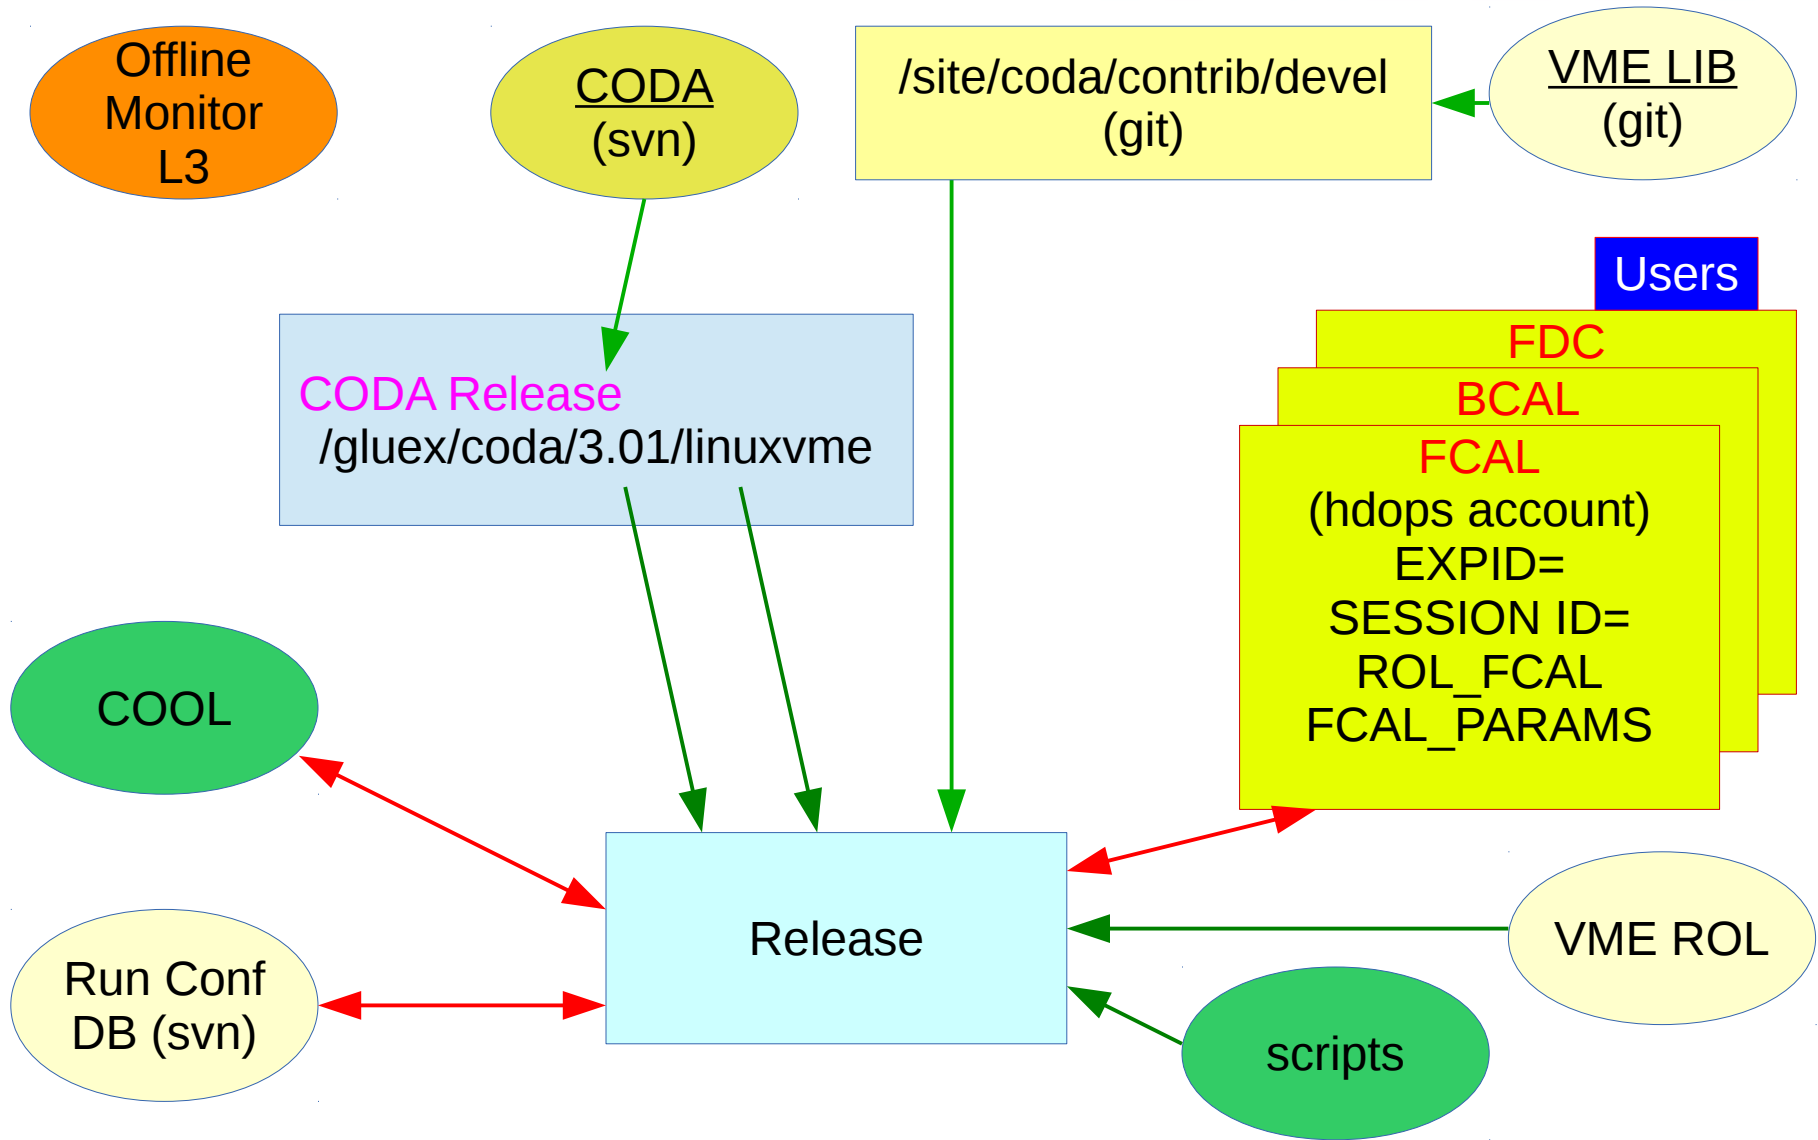 Offline
Monitor
L3
CODA
(svn)
/site/coda/contrib/devel
(git)
VME LIB
(git)
Users
FDC
BCAL
FCAL
(hdops account)
EXPID=
SESSION ID=
ROL_FCAL
FCAL_PARAMS
CODA Release
/gluex/coda/3.01/linuxvme
COOL
Run Conf
DB (svn)
Release
VME ROL
scripts